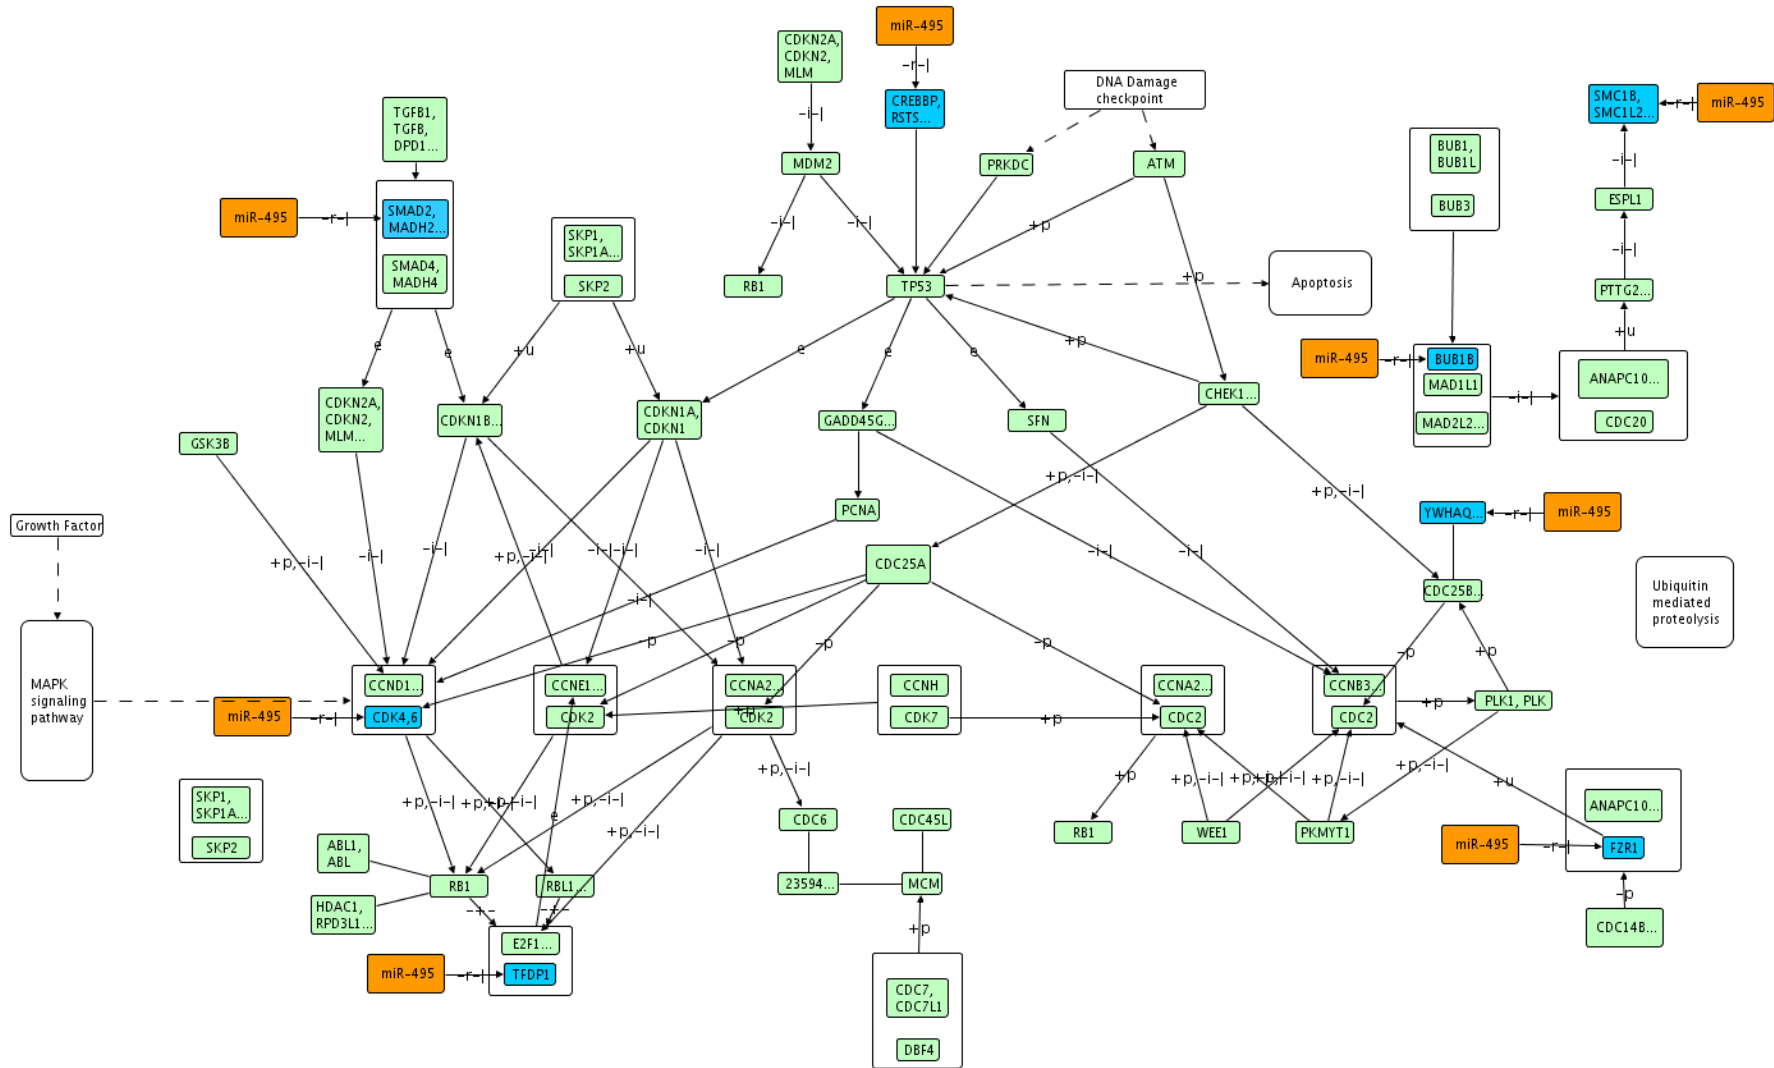 miR-495
CDKN2A,
CDKN2,
MLM
-r-|
DNA Damage
checkpoint
CREBBP,
RSTS...
SMC1B,
SMC1L2...
-r-|
miR-495
TGFB1,
TGFB,
DPD1...
-i-|
BUB1,
BUB1L
-i-|
MDM2
PRKDC
ATM
ESPL1
BUB3
miR-495
-r-|
SMAD2,
MADH2...
-i-|
-i-|
+p
SKP1,
SKP1A...
-i-|
SMAD4,
MADH4
SKP2
RB1
TP53
+p
Apoptosis
PTTG2...
+u
e
e
+u
+u
e
e
e
+p
miR-495
-r-|
BUB1B
MAD1L1
MAD2L2...
-i-|
ANAPC10...
CDC20
CDKN2A,
CDKN2,
MLM...
CDKN1B...
CDKN1A,
CDKN1
GADD45G...
SFN
CHEK1...
GSK3B
+p,-i-|
+p,-i-|
PCNA
YWHAQ...
-r-|
miR-495
Growth Factor
+p,-i-|
-i-|
-i-|
+p,-i-|
-i-|
-i-|
-i-|
-i-|
-i-|
-i-|
CDC25A
CDC25B...
Ubiquitin
mediated
proteolysis
-i-|
-p
-p
-p
-p
-p
+p
MAPK
signaling
pathway
CCND1...
CCNE1...
CCNA2...
CCNH
CCNA2...
CCNB3...
miR-495
-r-|
CDK4,6
CDK2
+p
CDK2
CDK7
+p
CDC2
CDC2
+p
PLK1, PLK
+p,-i-|
+p,-i-|
+p,-i-|
+p,-i-|
+p
+p,-i-|
+p,-i-|
+p,-i-|
+p,-i-|
+u
SKP1,
SKP1A...
SKP2
e
+p,-i-|
CDC6
CDC45L
RB1
WEE1
PKMYT1
ANAPC10...
miR-495
-r-|
FZR1
ABL1,
ABL
RB1
RBL1...
23594...
MCM
-p
HDAC1,
RPD3L1...
-+-
-+-
+p
CDC14B...
E2F1...
miR-495
-r-|
TFDP1
CDC7,
CDC7L1
DBF4